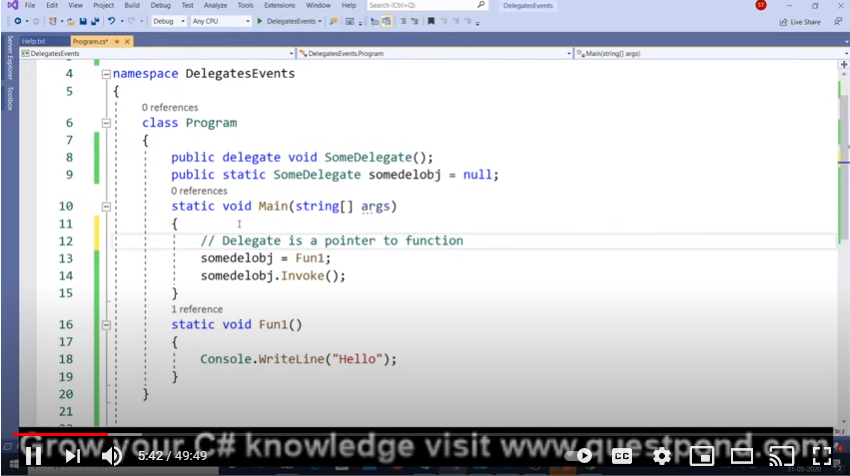 File Edit View Project Build Debug Test Analyze Tools Extensions Window Help Search (Ctrl+Q) DelegatesEvents ST
Debug Any CPU DelegatesEvents Live Share
Help.txt Program.cs*
Server Explorer
Toolbox
DelegatesEvents DelegatesEvents.Program Main(string[] args)
4 namespace DelegatesEvents
5 {
0 references
6 class Program
7 {
8 public delegate void SomeDelegate();
9 public static SomeDelegate somedelobj = null;
0 references
10 static void Main(string[] args)
11 {
12 // Delegate is a pointer to function
13 somedelobj = Fun1;
14 somedelobj.Invoke();
15 }
1 reference
16 static void Fun1()
17 {
18 Console.WriteLine("Hello");
19 }
20 }
21
Grow your C# knowledge visit www.questpond.com
5:42 / 49:49
CC
31-05-2020